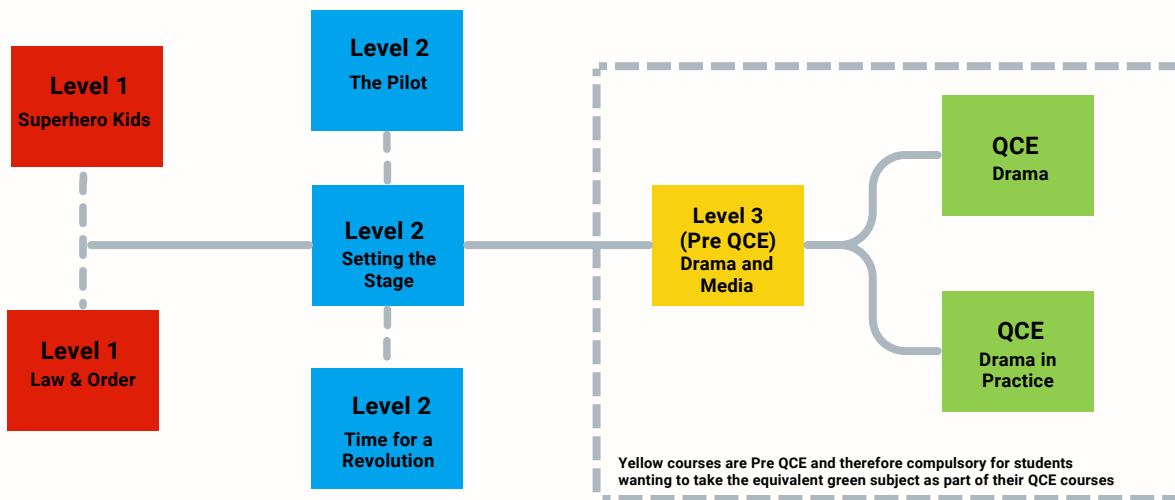 Level 1
Superhero Kids
Level 1
Law & Order
Level 2
The Pilot
Level 2
Setting the
Stage
Level 2
Time for a
Revolution
Level 3
(Pre QCE)
Drama and
Media
QCE
Drama
QCE
Drama in
Practice
Yellow courses are Pre QCE and therefore compulsory for students
wanting to take the equivalent green subject as part of their QCE courses